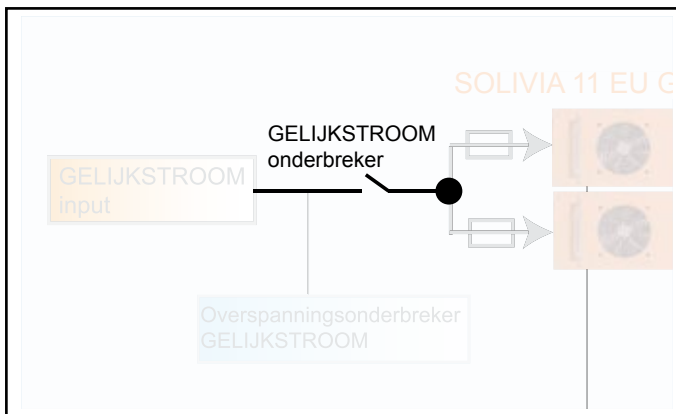 SOLIVIA 11 EU G
GELIJKSTROOM
onderbreker
GELIJKSTROOM
input
Overspanningsonderbreker
GELIJKSTROOM